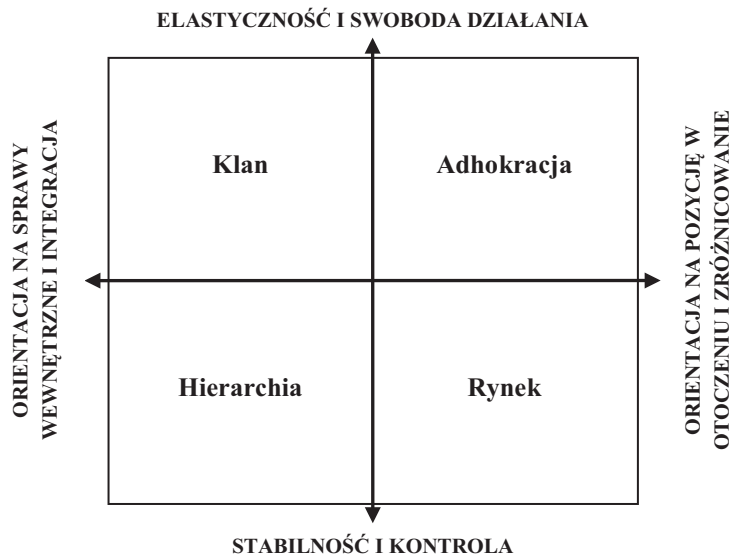 ELASTYCZNOŚĆ I SWOBODA DZIAŁANIA
ORIENTACJA NA SPRAWY
WEWNĘTRZNE I INTEGRACJA
Klan
Adhokracja
ORIENTACJA NA POZYCJĘ W
OTOCZENIU I ZRÓŻNICOWANIE
Hierarchia
Rynek
STABILNOŚĆ I KONTROLA